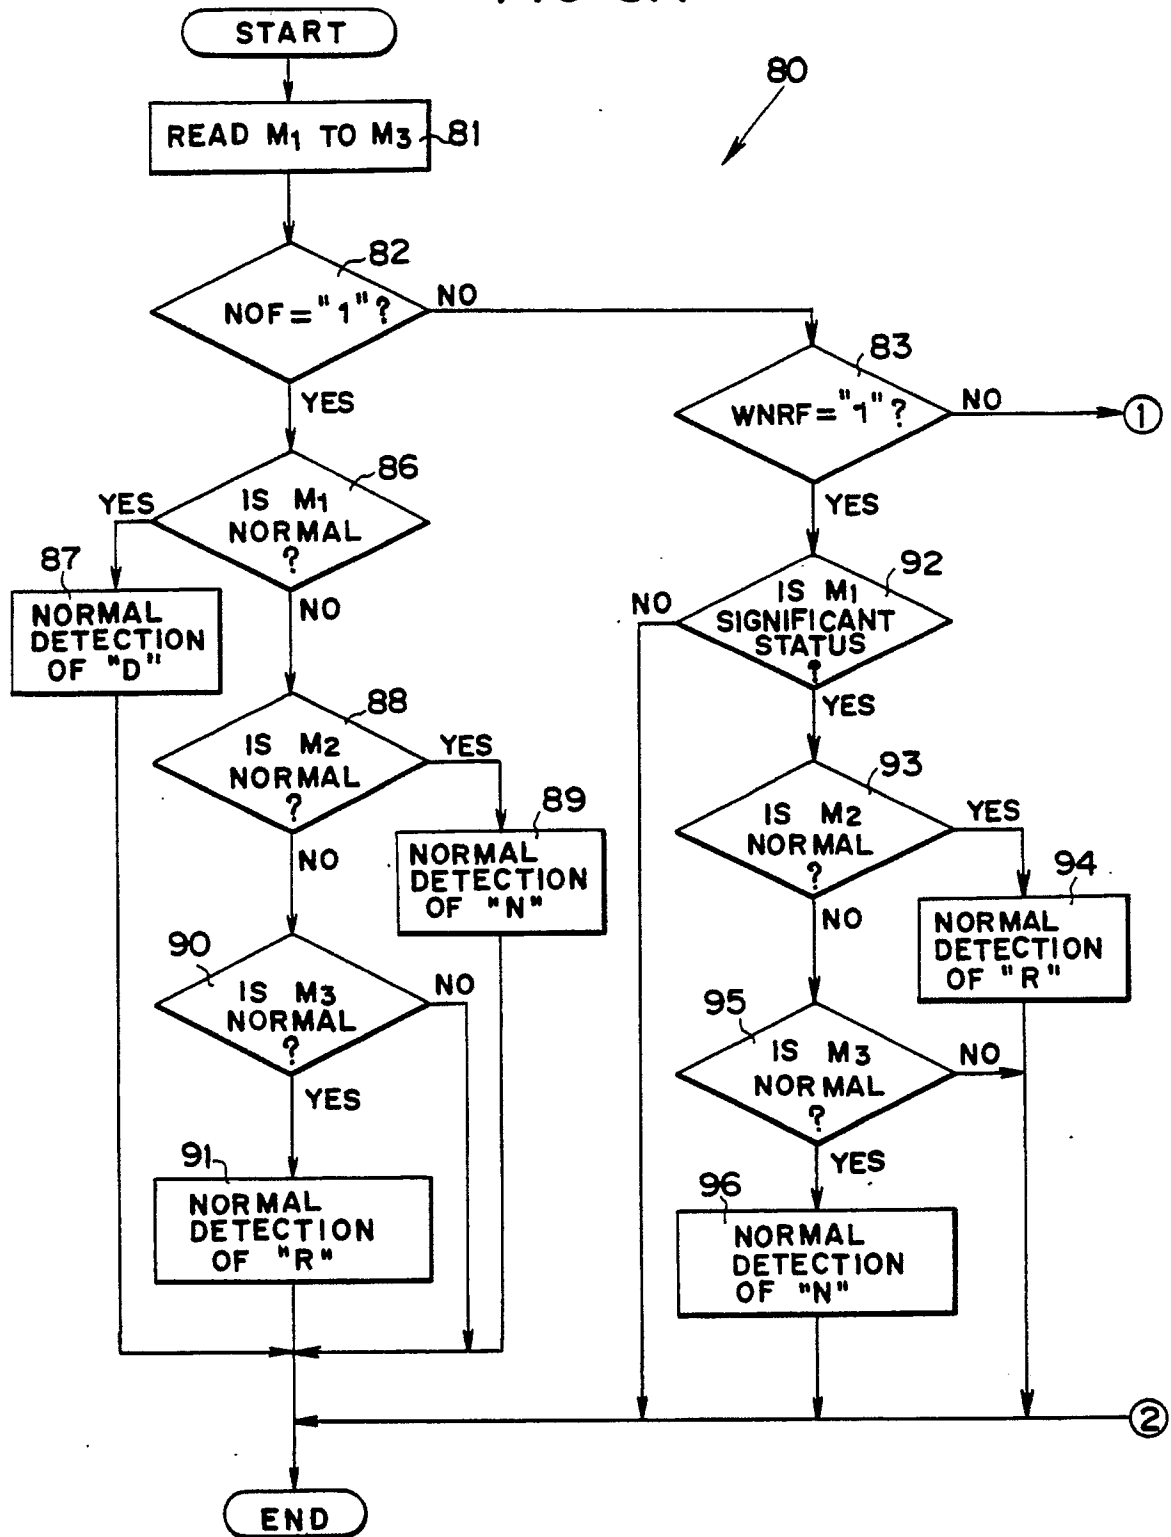 START
80
READ M1 TO M3
81
82
NOF="1"?
NO
YES
83
WNRF="1"?
NO
1
YES
86
IS M1
NORMAL
?
YES
NO
87
NORMAL
DETECTION
OF "D"
92
IS M1
SIGNIFICANT
STATUS
?
NO
YES
88
IS M2
NORMAL
?
YES
NO
89
NORMAL
DETECTION
OF "N"
93
IS M2
NORMAL
?
YES
NO
94
NORMAL
DETECTION
OF "R"
90
IS M3
NORMAL
?
NO
YES
95
IS M3
NORMAL
?
NO
YES
91
NORMAL
DETECTION
OF "R"
96
NORMAL
DETECTION
OF "N"
2
END